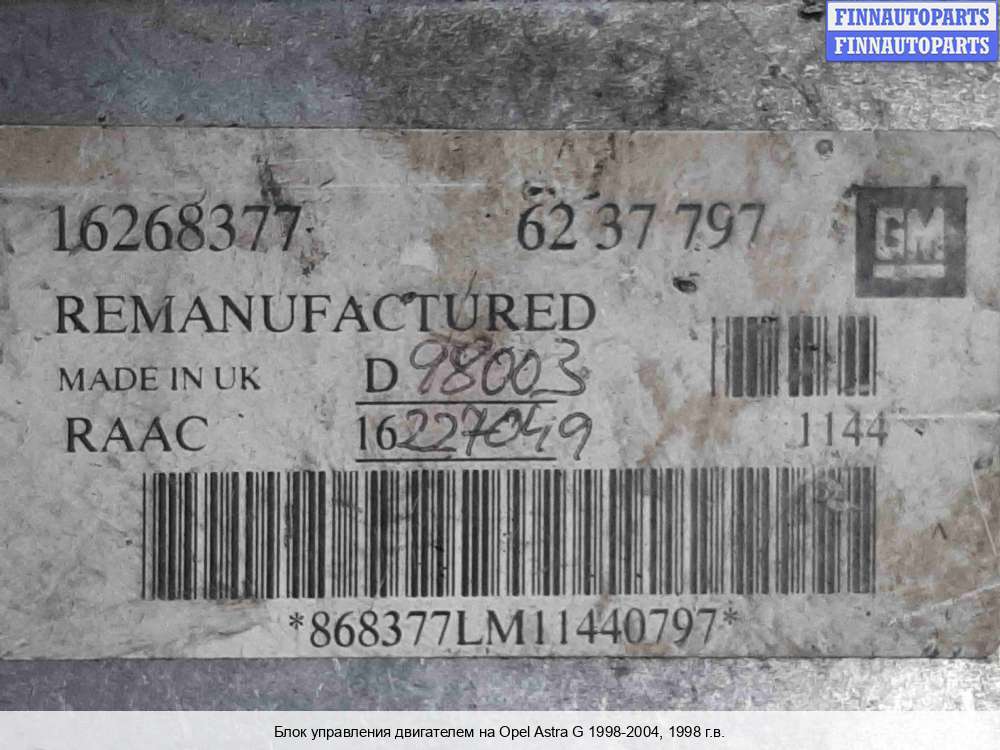 FINNAUTOPARTS
FINNAUTOPARTS
16268377 62 37 797 GM
REMANUFACTURED
MADE IN UK D 98003
RAAC 16227049 1144
*868377LM11440797*
Блок управления двигателем на Opel Astra G 1998-2004, 1998 г.в.